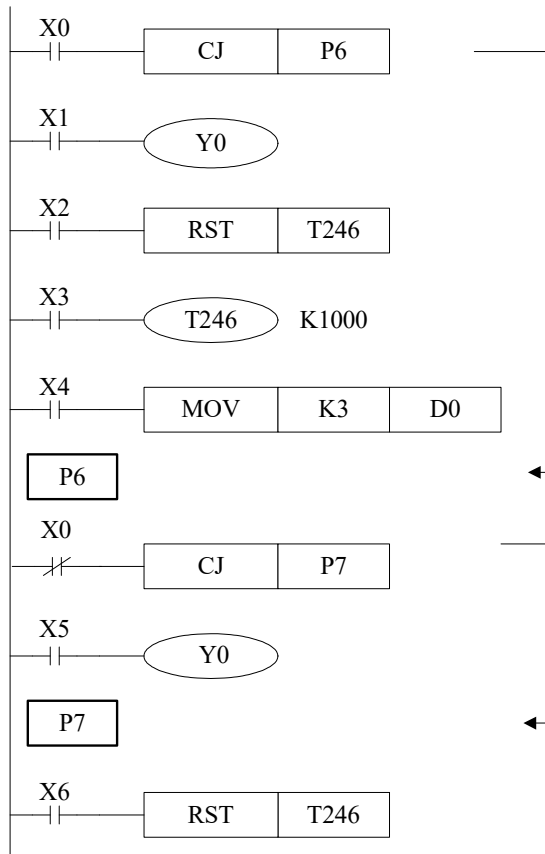 X0
CJ P6
X1
Y0
X2
RST T246
X3
T246 K1000
X4
MOV K3 D0
P6
X0
CJ P7
X5
Y0
P7
X6
RST T246